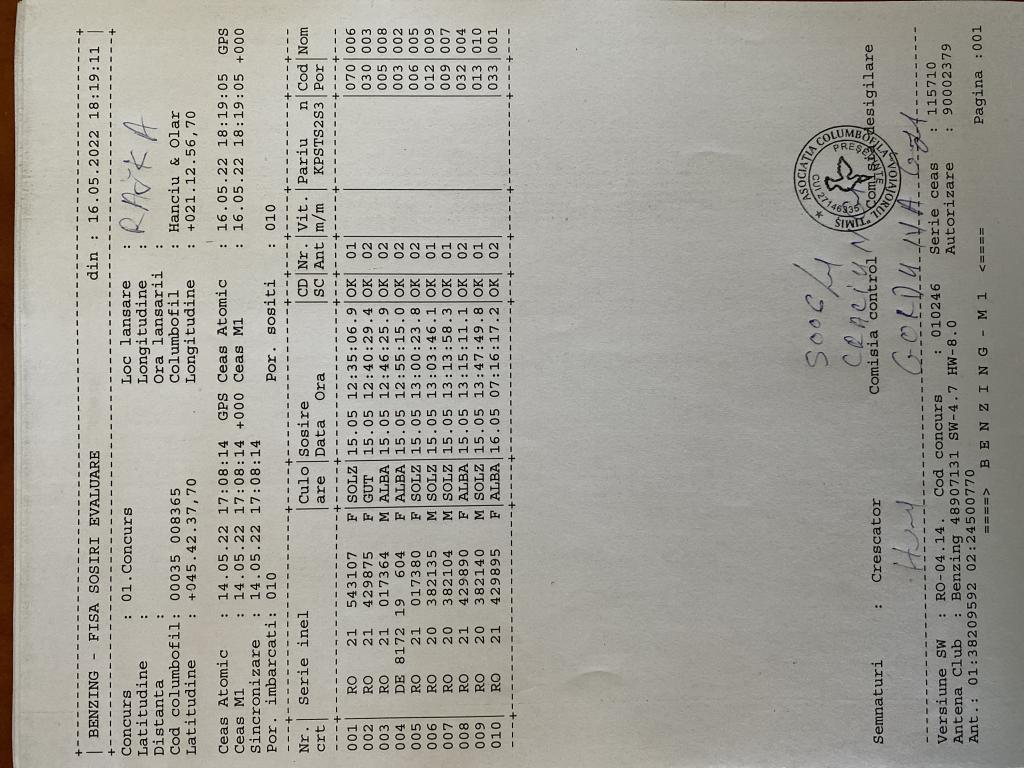 | BENZING - FISA SOSIRI EVALUARE din : 16.05.2022 18:19:11 |
Concurs : 01.Concurs Loc lansare : RAÝKA
Latitudine : Longitudine :
Distanta : Ora lansarii :
Cod columbofil: 00035 008365 Columbofil : Hanciu & Olar
Latitudine : +045.42.37,70 Longitudine : +021.12.56,70
Ceas Atomic : 14.05.22 17:08:14 GPS Ceas Atomic : 16.05.22 18:19:05 GPS
Ceas M1 : 14.05.22 17:08:14 +000 Ceas M1 : 16.05.22 18:19:05 +000
Sincronizare : 14.05.22 17:08:14
Por. imbarcati: 010 Por. sositi : 010
Nr. | Serie inel |Culo|Sosire |CD|Nr. |Vit.|Pariu n|Cod|Nom
crt | |are |Data Ora |SC|Ant |m/m |KPSTS2S3|Por|
001 | RO 21 543107 F|SOLZ|15.05 12:35:06.9|OK| 01 | | |070|006
002 | RO 21 429875 F|GUT |15.05 12:40:29.4|OK| 02 | | |030|003
003 | RO 21 017364 M|ALBA|15.05 12:46:25.9|OK| 02 | | |005|008
004 | DE 8172 19 604 F|ALBA|15.05 12:55:15.0|OK| 02 | | |003|002
005 | RO 21 017380 F|SOLZ|15.05 13:00:23.8|OK| 02 | | |006|005
006 | RO 20 382135 M|SOLZ|15.05 13:03:46.1|OK| 01 | | |012|009
007 | RO 20 382104 M|SOLZ|15.05 13:13:58.3|OK| 01 | | |009|007
008 | RO 21 429890 F|ALBA|15.05 13:15:11.1|OK| 02 | | |032|004
009 | RO 20 382140 M|SOLZ|15.05 13:47:49.8|OK| 01 | | |013|010
010 | RO 21 429895 F|ALBA|16.05 07:16:17.2|OK| 02 | | |033|001
ASOCIATIA COLUMBOFILA
"VOIAJORUL" TIMIS
PRESEDINTE
CUI 27146335
CRACIUN
Semnaturi : Crescator Comisia control Comisia desigilare
Versiune SW : RO-04.14. Cod concurs : 010246 Serie ceas : 115710
Antena Club : Benzing 48907131 SW-4.7 HW-8.0 Autorizare : 90002379
Ant.: 01:38209592 02:24500770
====> B E N Z I N G - M 1 <==== Pagina :001